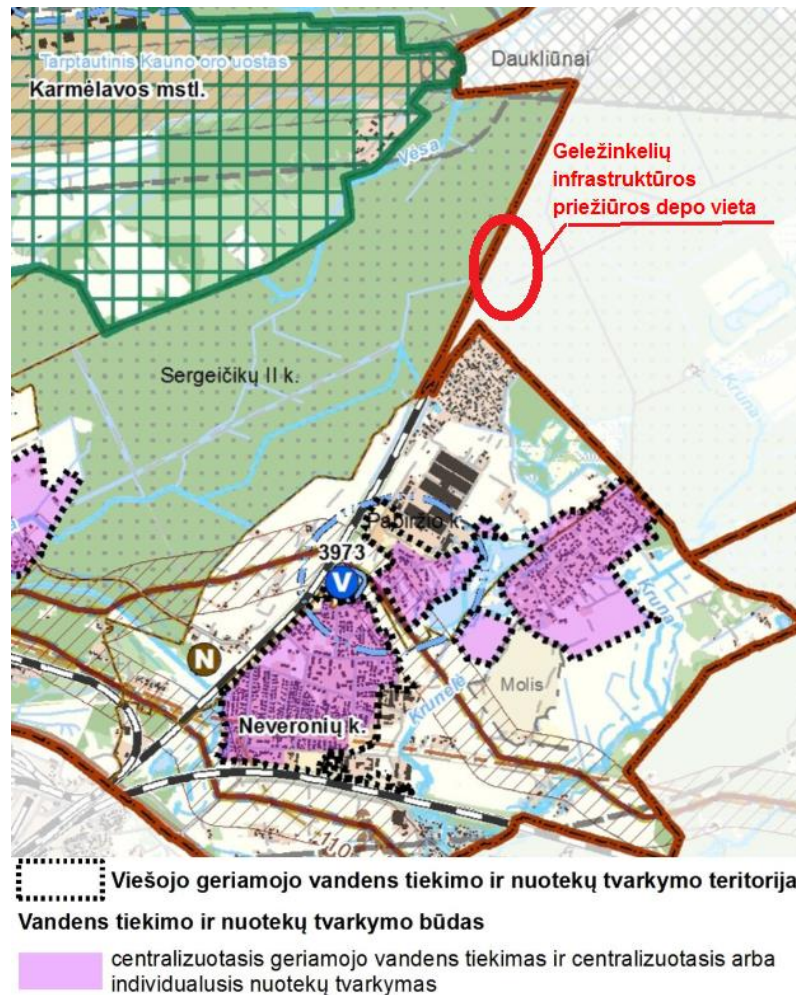 Tarptautinis Kauno oro uostas
Karmėlavos mstl.
Daukliūnai
Vėsa
Geležinkelių
infrastruktūros
priežiūros depo vieta
Sergeičikų II k.
Kruna
Pabiržio k.
3973
V
Kruna
N
Molis
Krunelė
Neveronių k.
110
Viešojo geriamojo vandens tiekimo ir nuotekų tvarkymo teritorija
Vandens tiekimo ir nuotekų tvarkymo būdas
centralizuotasis geriamojo vandens tiekimas ir centralizuotasis arba
individualusis nuotekų tvarkymas